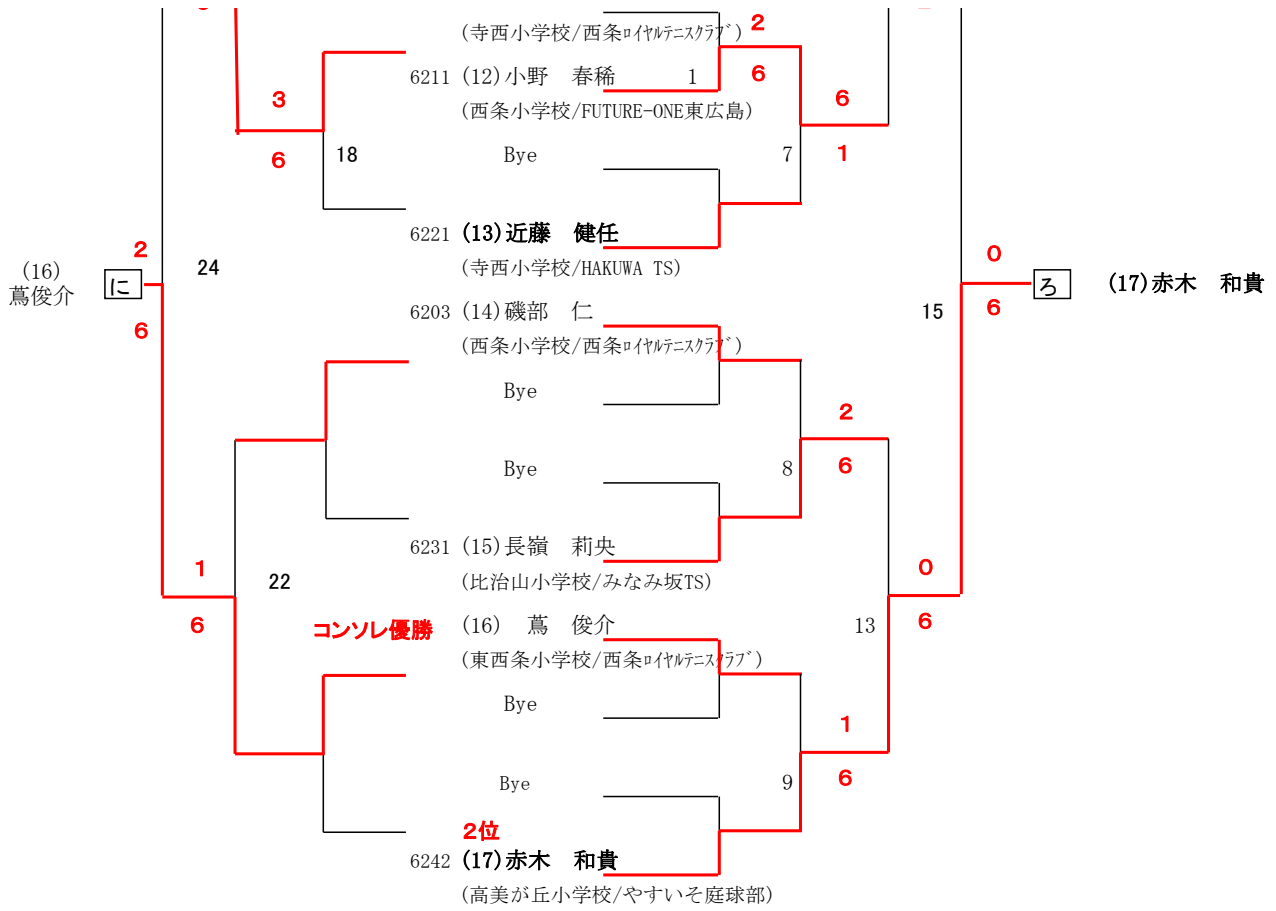 (寺西小学校/西条ﾛｲﾔﾙﾃﾆｽｸﾗﾌﾞ) 2
6211 (12)小野 春稀 1 6
3 6
(西条小学校/FUTURE-ONE東広島)
6 18 Bye 7 1
6221 (13)近藤 健任
2 0
(16) 24 (寺西小学校/HAKUWA TS)
蔦俊介 に ろ (17)赤木 和貴
6 6203 (14)磯部 仁 15 6
(西条小学校/西条ﾛｲﾔﾙﾃﾆｽｸﾗﾌﾞ)
Bye
2
Bye 8 6
6231 (15)長嶺 莉央
1 22 (比治山小学校/みなみ坂TS) 0
6 コンソレ優勝 (16) 蔦 俊介 13 6
(東西条小学校/西条ﾛｲﾔﾙﾃﾆｽｸﾗﾌﾞ)
Bye
1
Bye 9 6
2位
6242 (17)赤木 和貴
(高美が丘小学校/やすいそ庭球部)